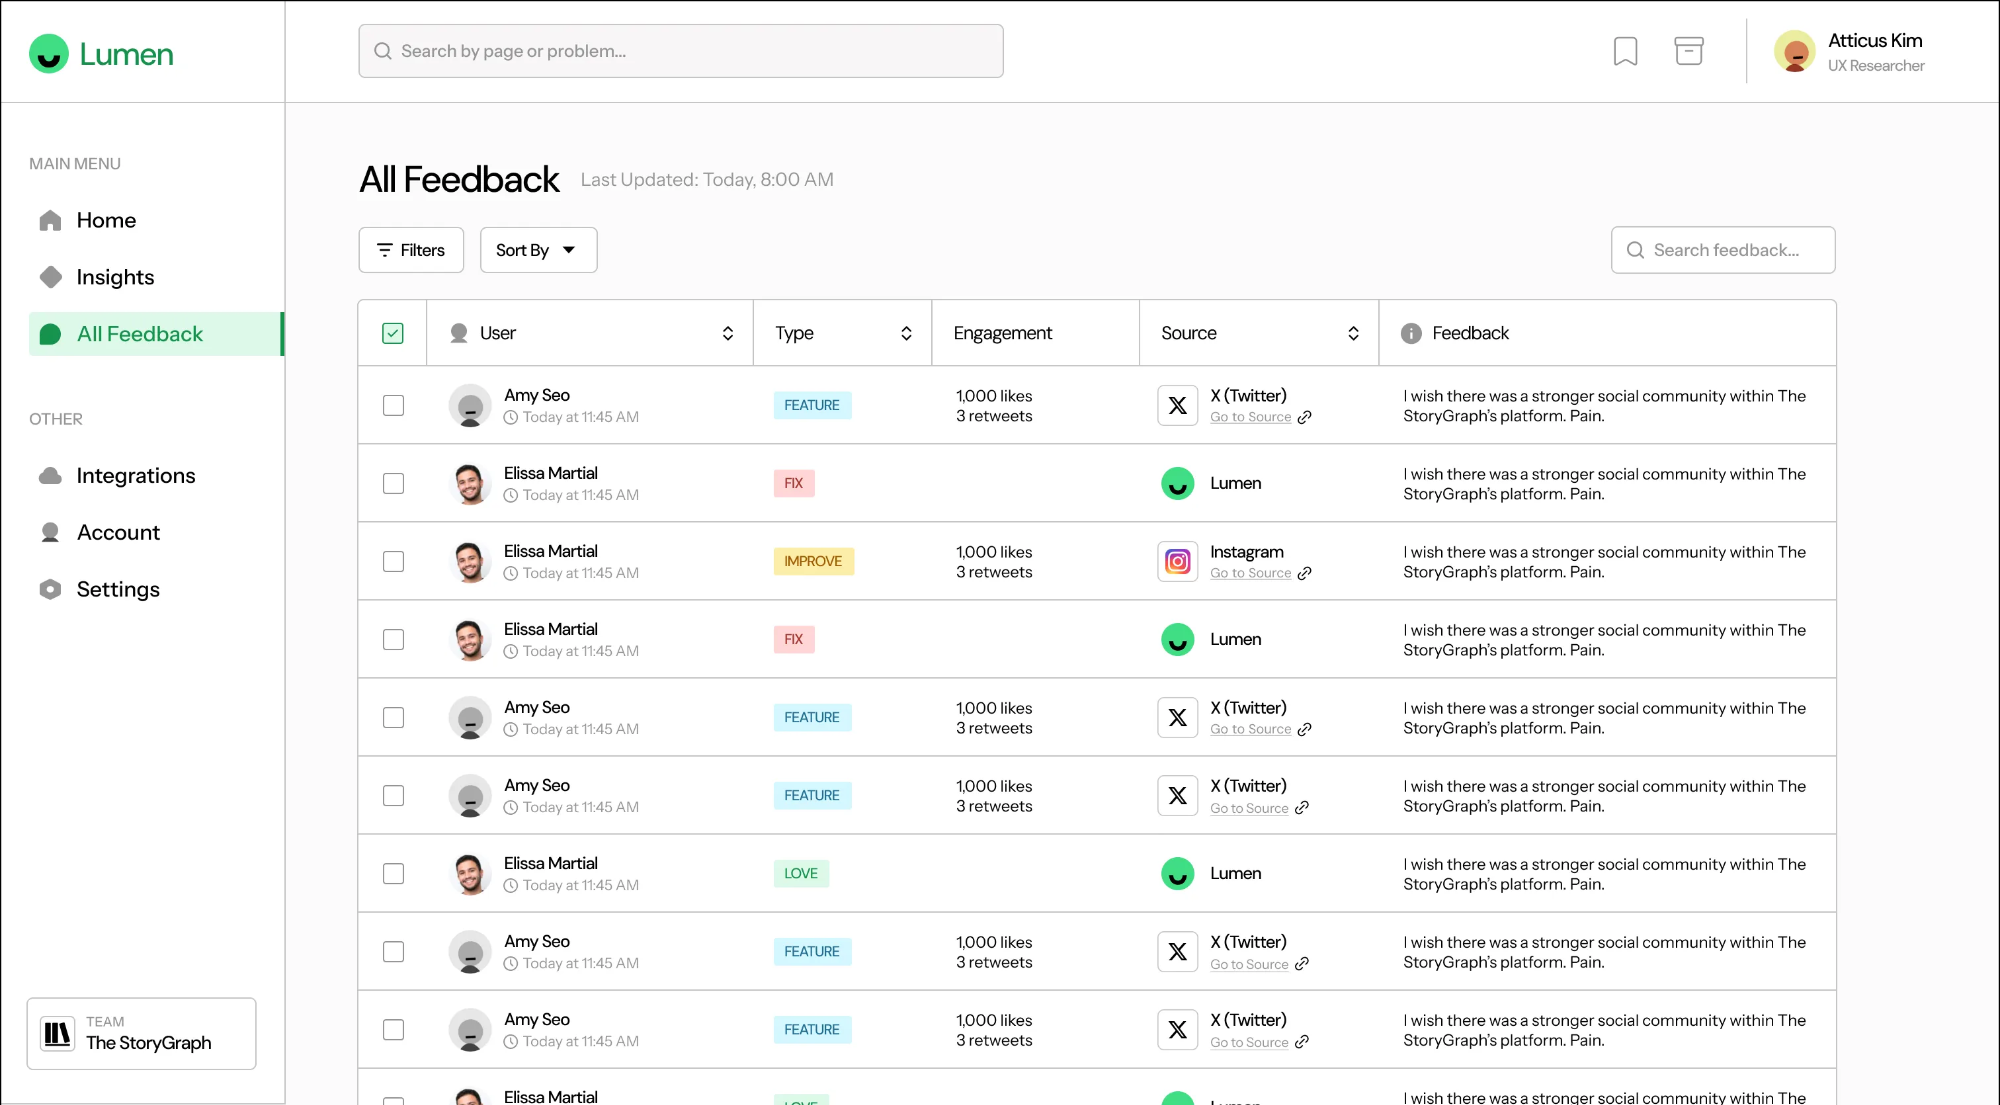 Lumen
Search by page or problem...
Atticus Kim
UX Researcher
MAIN MENU
Home
Insights
All Feedback
OTHER
Integrations
Account
Settings
TEAM
The StoryGraph
All Feedback
Last Updated: Today, 8:00 AM
Filters
Sort By
Search feedback...
User
Type
Engagement
Source
Feedback
Amy Seo
Today at 11:45 AM
FEATURE
1,000 likes
3 retweets
X (Twitter)
Go to Source
I wish there was a stronger social community within The
StoryGraph's platform. Pain.
Elissa Martial
Today at 11:45 AM
FIX
Lumen
I wish there was a stronger social community within The
StoryGraph's platform. Pain.
Elissa Martial
Today at 11:45 AM
IMPROVE
1,000 likes
3 retweets
Instagram
Go to Source
I wish there was a stronger social community within The
StoryGraph's platform. Pain.
Elissa Martial
Today at 11:45 AM
FIX
Lumen
I wish there was a stronger social community within The
StoryGraph's platform. Pain.
Amy Seo
Today at 11:45 AM
FEATURE
1,000 likes
3 retweets
X (Twitter)
Go to Source
I wish there was a stronger social community within The
StoryGraph's platform. Pain.
Amy Seo
Today at 11:45 AM
FEATURE
1,000 likes
3 retweets
X (Twitter)
Go to Source
I wish there was a stronger social community within The
StoryGraph's platform. Pain.
Elissa Martial
Today at 11:45 AM
LOVE
Lumen
I wish there was a stronger social community within The
StoryGraph's platform. Pain.
Amy Seo
Today at 11:45 AM
FEATURE
1,000 likes
3 retweets
X (Twitter)
Go to Source
I wish there was a stronger social community within The
StoryGraph's platform. Pain.
Amy Seo
Today at 11:45 AM
FEATURE
1,000 likes
3 retweets
X (Twitter)
Go to Source
I wish there was a stronger social community within The
StoryGraph's platform. Pain.
Elissa Martial
I wish there was a stronger social community within The